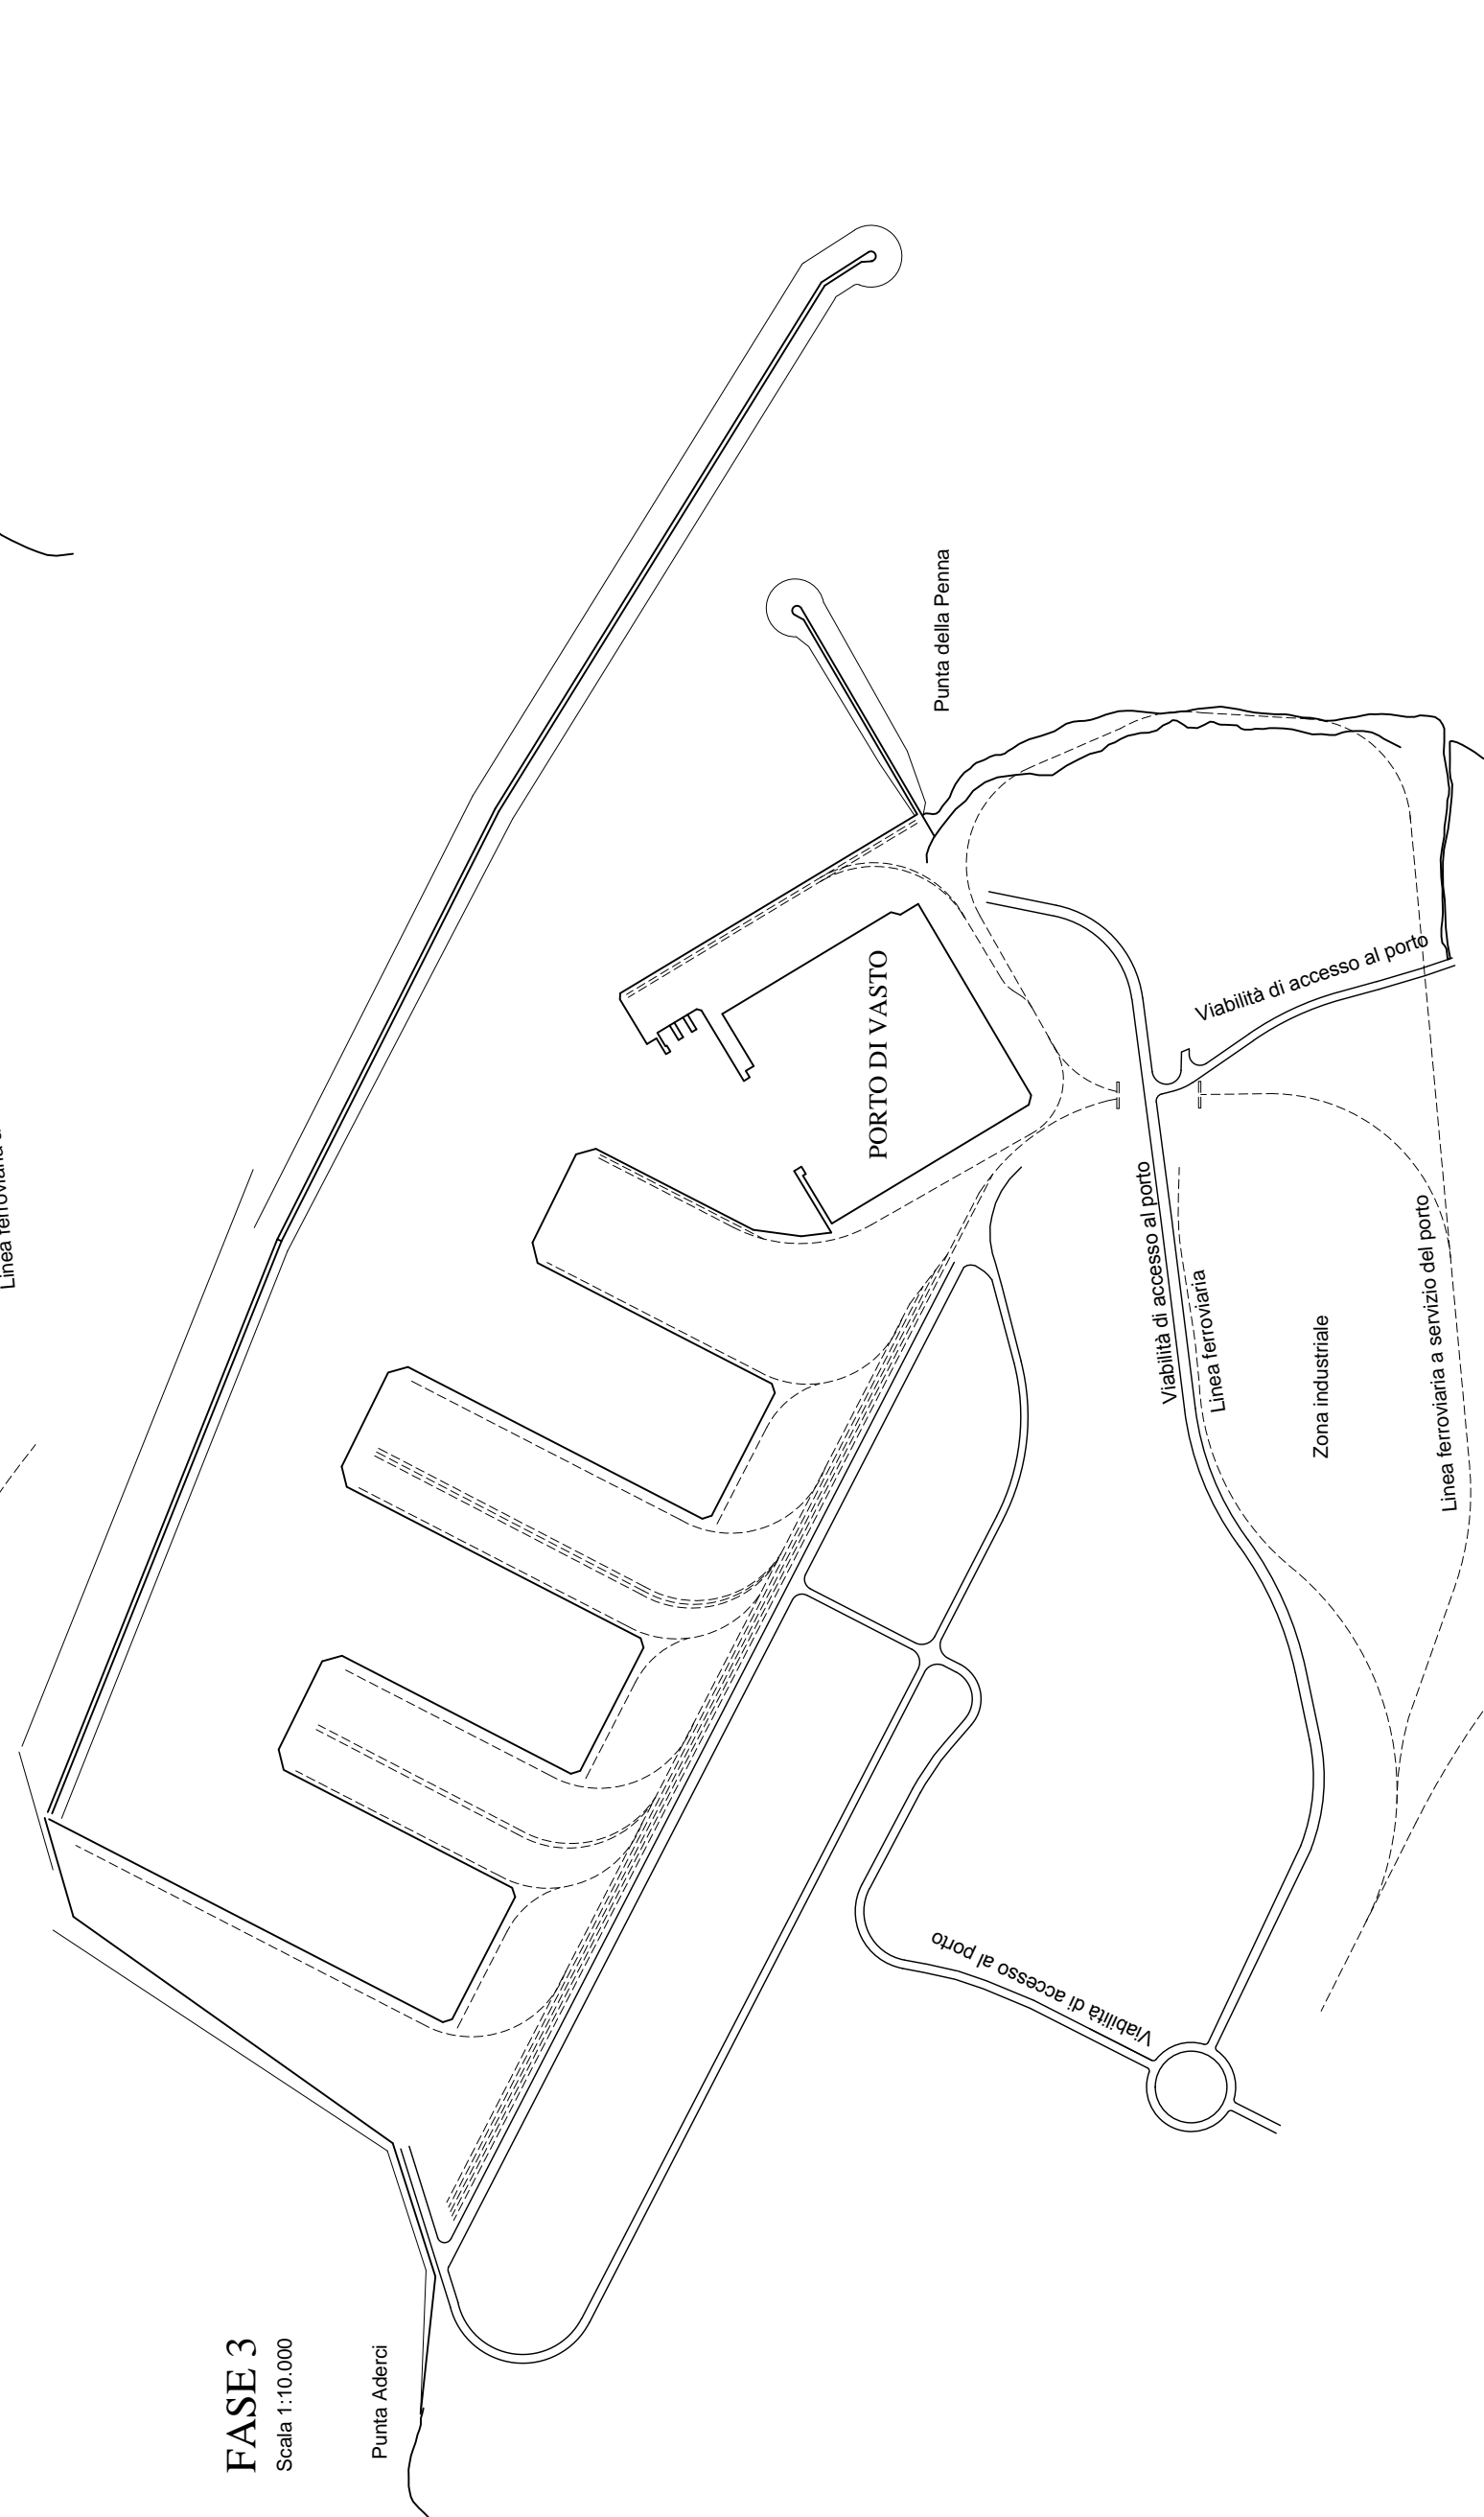 FASE 3
Scala 1:10.000
Punta Aderci
Linea ferroviaria
PORTO DI VASTO
Punta della Penna
Viabilità di accesso al porto
Viabilità di accesso al porto
Linea ferroviaria
Viabilità di accesso al porto
Zona industriale
Linea ferroviaria a servizio del porto